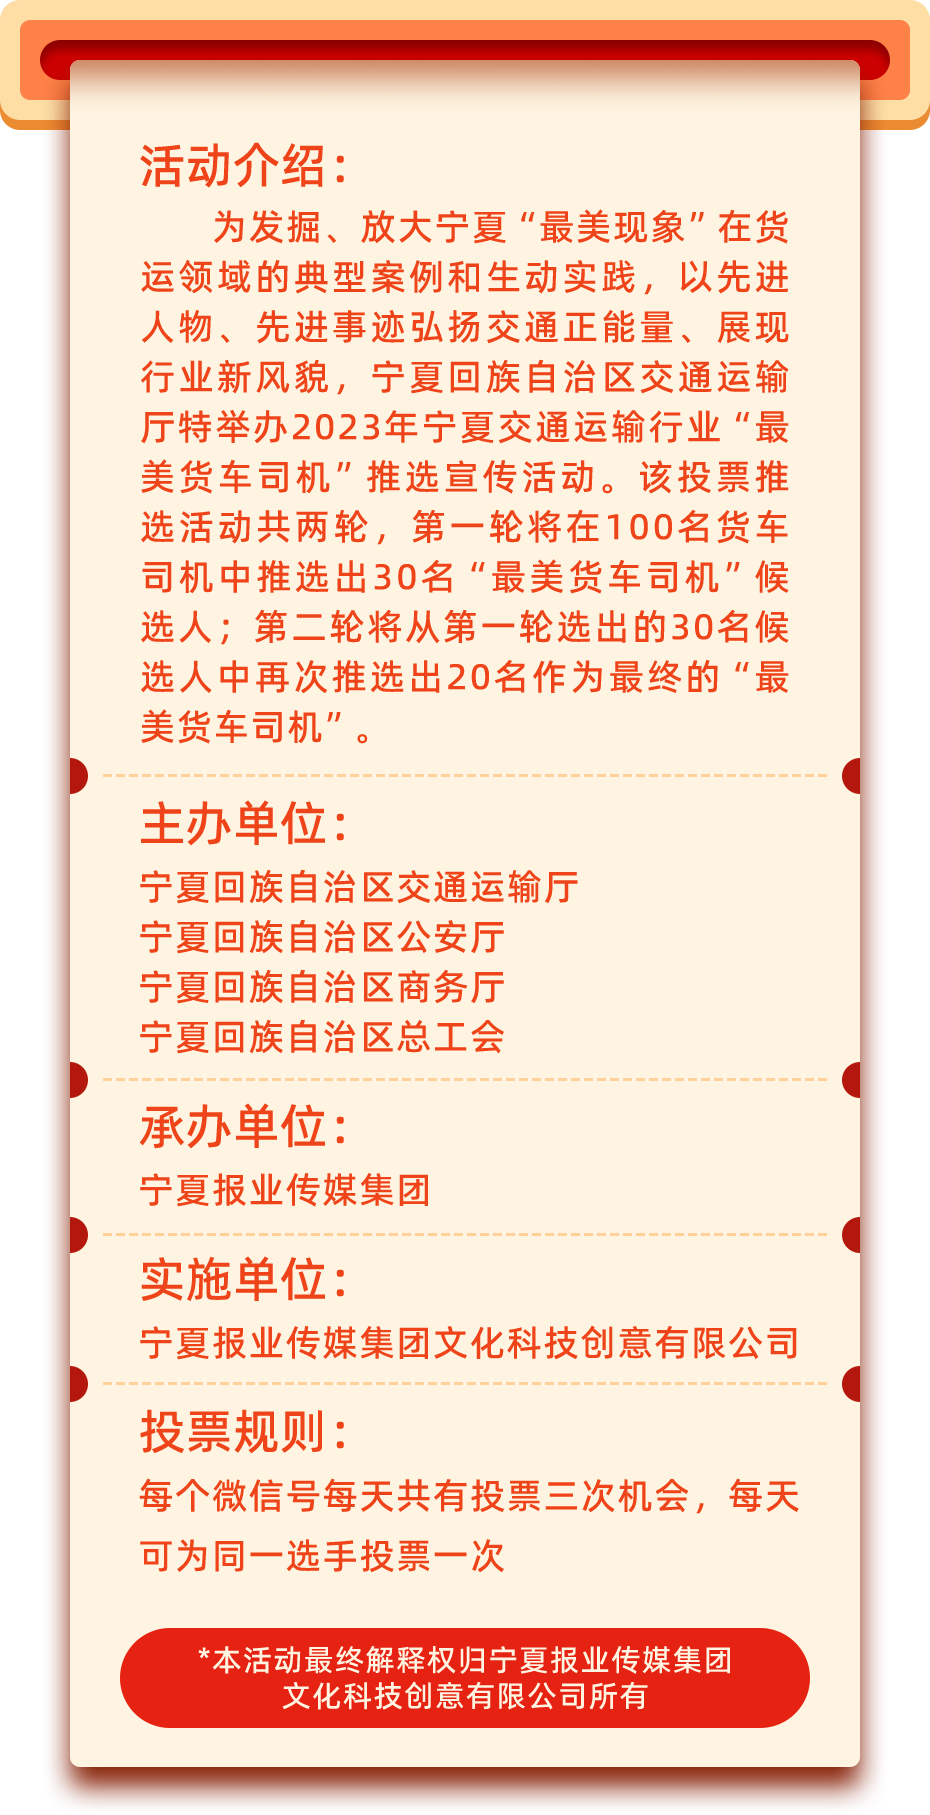 活动介绍：
为发掘、放大宁夏“最美现象”在货
运领域的典型案例和生动实践，以先进
人物、先进事迹弘扬交通正能量、展现
行业新风貌，宁夏回族自治区交通运输
厅特举办2023年宁夏交通运输行业“最
美货车司机”推选宣传活动。该投票推
选活动共两轮，第一轮将在100名货车
司机中推选出30名“最美货车司机”候
选人；第二轮将从第一轮选出的30名候
选人中再次推选出20名作为最终的“最
美货车司机”。
主办单位：
宁夏回族自治区交通运输厅
宁夏回族自治区公安厅
宁夏回族自治区商务厅
宁夏回族自治区总工会
承办单位：
宁夏报业传媒集团
实施单位：
宁夏报业传媒集团文化科技创意有限公司
投票规则：
每个微信号每天共有投票三次机会，每天
可为同一选手投票一次
*本活动最终解释权归宁夏报业传媒集团
文化科技创意有限公司所有